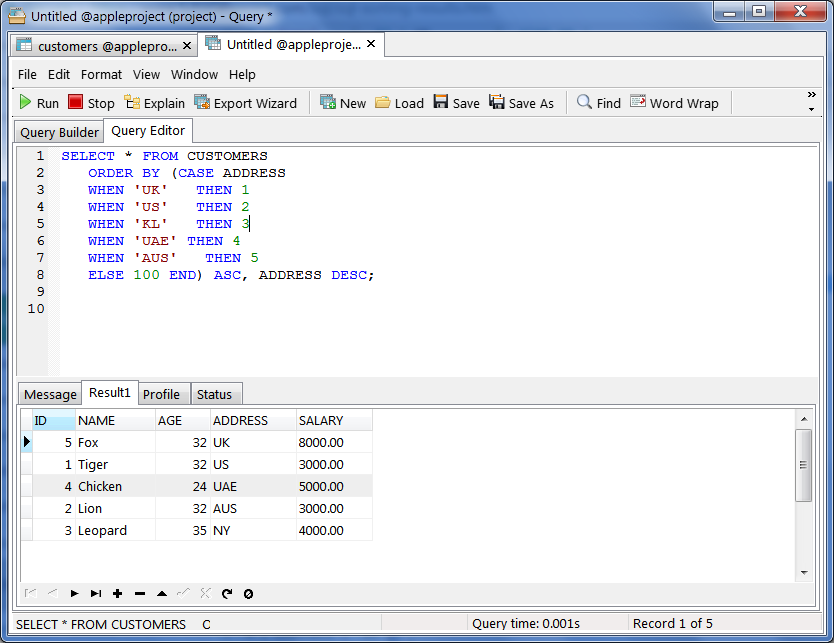 Untitled @appleproject (project) - Query *
customers @applepro... Untitled @appleproje...
File Edit Format View Window Help
Run Stop Explain Export Wizard New Load Save Save As Find Word Wrap
Query Builder Query Editor
1 SELECT * FROM CUSTOMERS
2 ORDER BY (CASE ADDRESS
3 WHEN 'UK' THEN 1
4 WHEN 'US' THEN 2
5 WHEN 'KL' THEN 3
6 WHEN 'UAE' THEN 4
7 WHEN 'AUS' THEN 5
8 ELSE 100 END) ASC, ADDRESS DESC;
9
10
Message Result1 Profile Status
ID NAME AGE ADDRESS SALARY
5 Fox 32 UK 8000.00
1 Tiger 32 US 3000.00
4 Chicken 24 UAE 5000.00
2 Lion 32 AUS 3000.00
3 Leopard 35 NY 4000.00
SELECT * FROM CUSTOMERS Query time: 0.001s Record 1 of 5